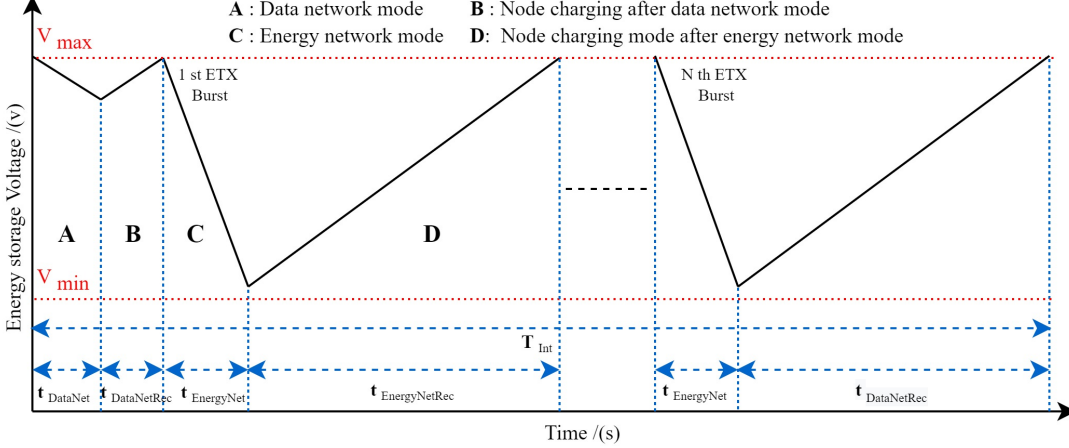 A : Data network mode B : Node charging after data network mode
C : Energy network mode D: Node charging mode after energy network mode
V max
1 st ETX
Burst
N th ETX
Burst
Energy storage Voltage /(v)
A B C D
V min
T Int
t DataNet t DataNetRec t EnergyNet t EnergyNetRec t EnergyNet t DataNetRec
Time /(s)